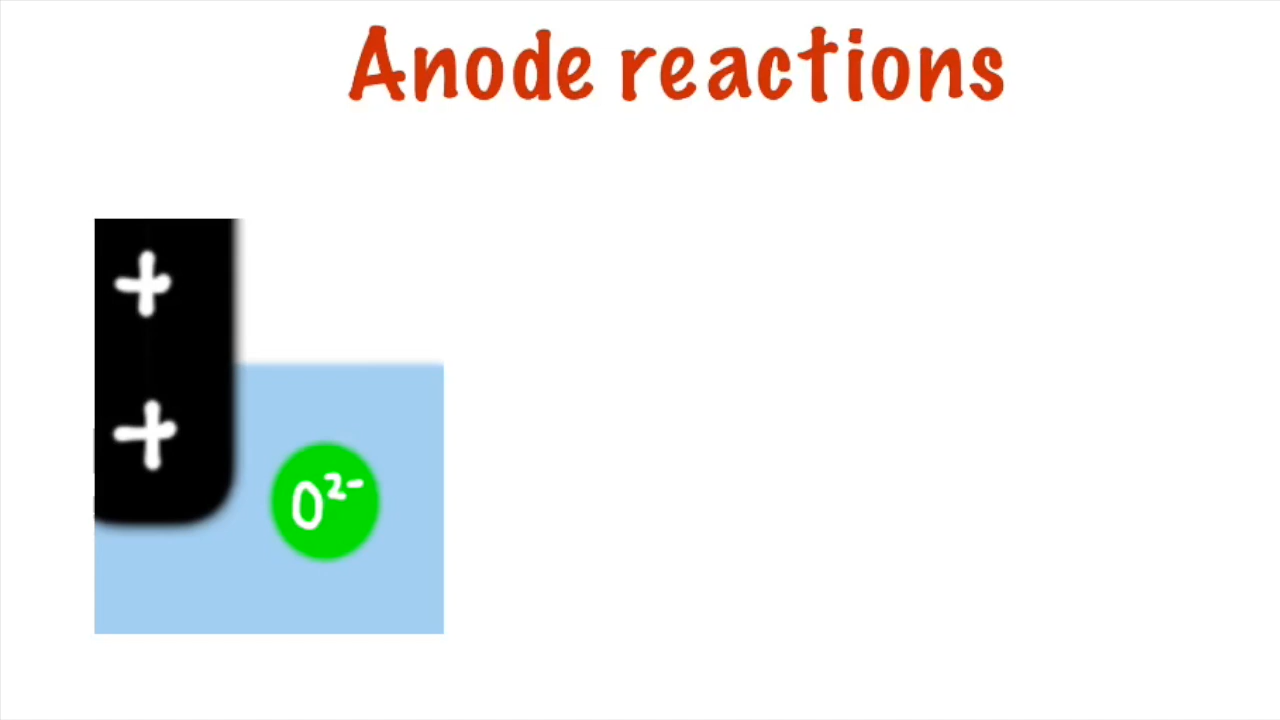 Anode reactions
+
+
O²⁻